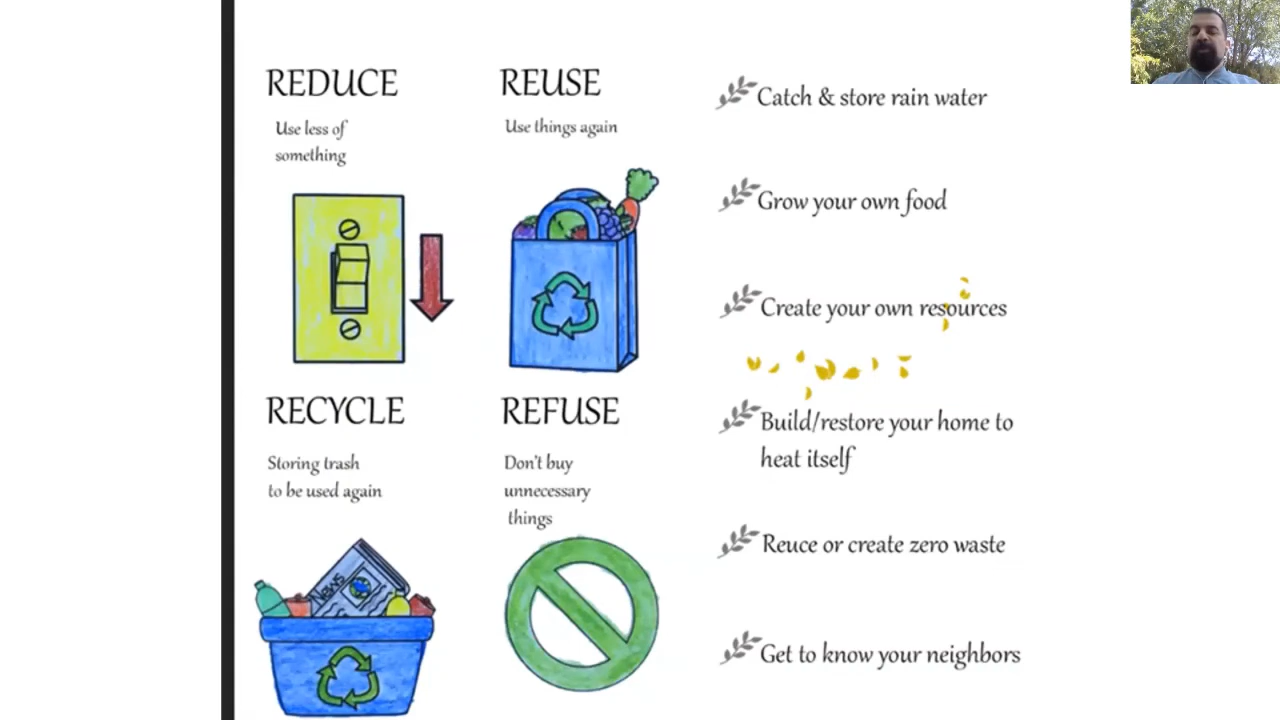 REDUCE
Use less of
something
REUSE
Use things again
RECYCLE
Storing trash
to be used again
News
REFUSE
Don't buy
unnecessary
things
Catch & store rain water
Grow your own food
Create your own resources
Build/restore your home to
heat itself
Reuce or create zero waste
Get to know your neighbors